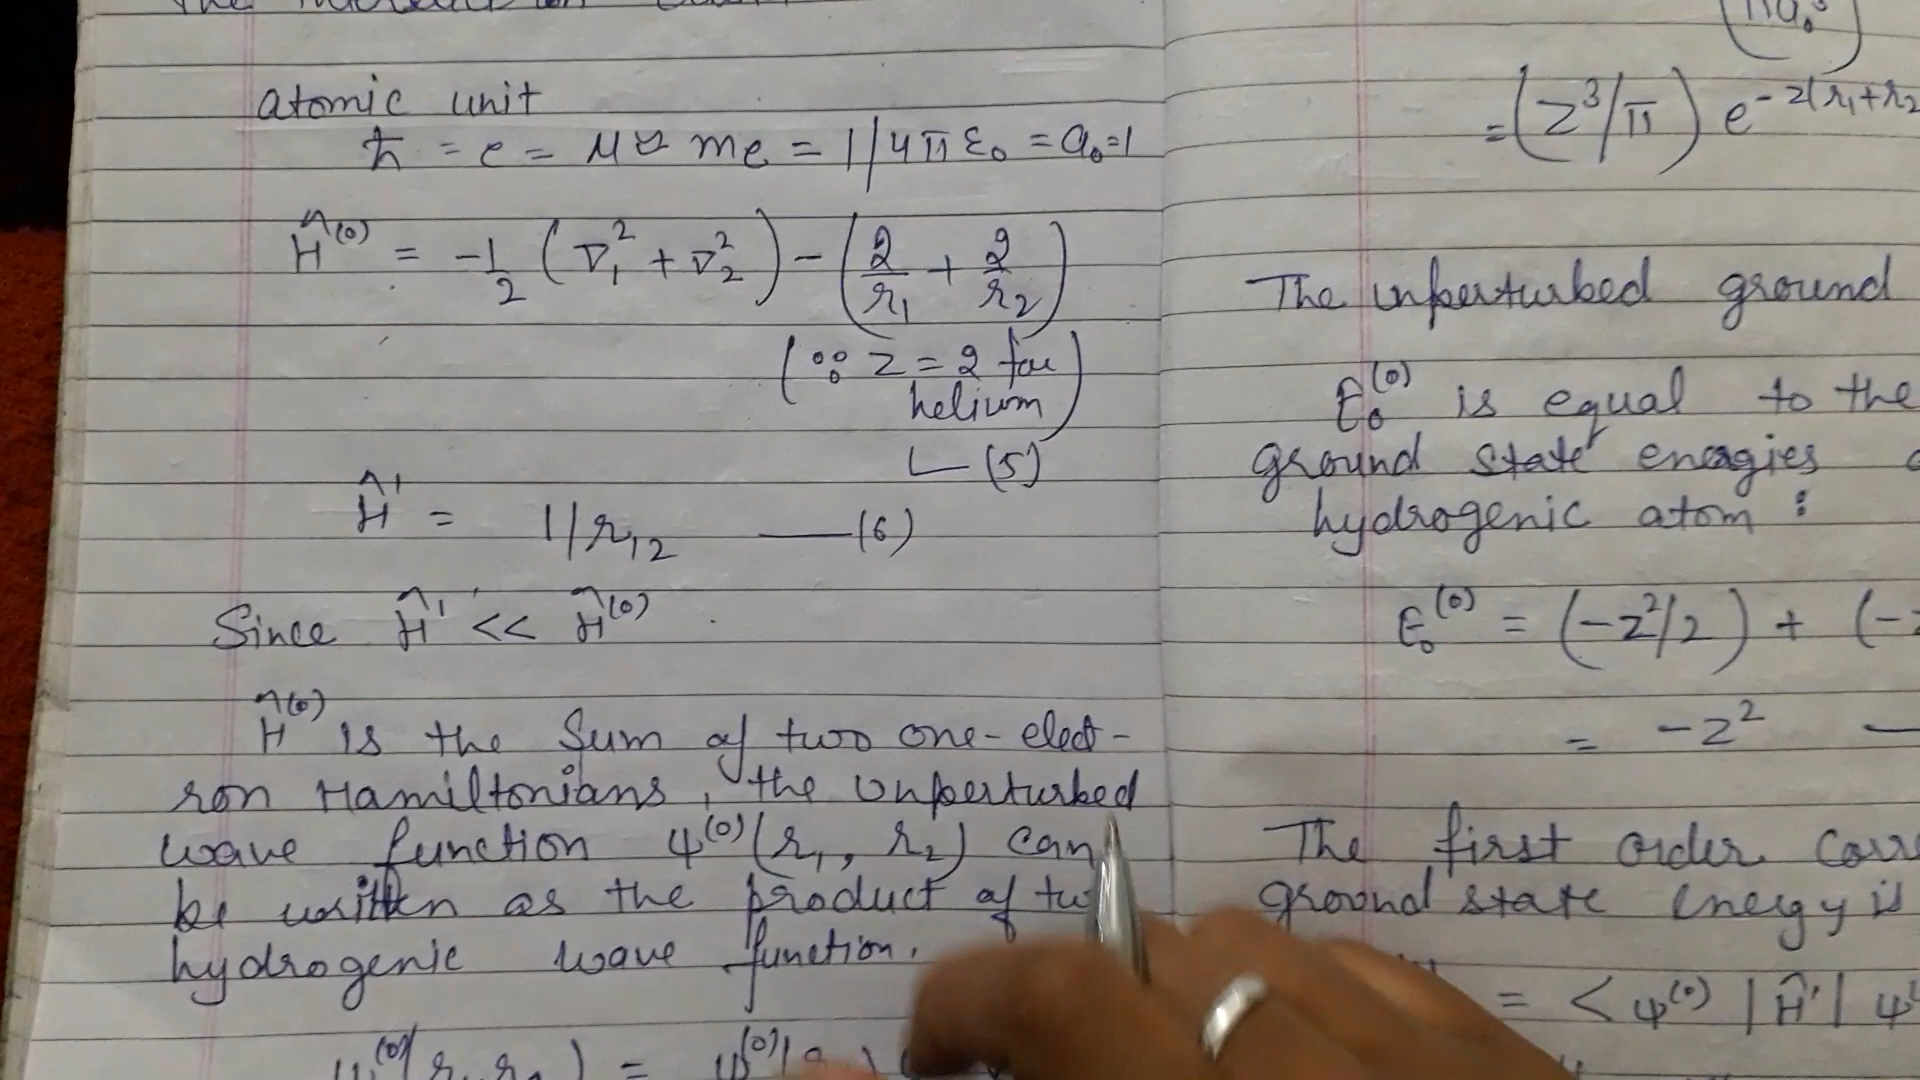 atomic unit
ħ = e = μ ≃ me = 1/4πε₀ = a₀=1
Ĥ⁽⁰⁾ = -1/2 (∇₁² + ∇₂²) - (2/r₁ + 2/r₂)
(∵ Z = 2 for
helium)
(5)
Ĥ' = 1/r₁₂ —(6)
Since Ĥ' << Ĥ⁽⁰⁾
Ĥ⁽⁰⁾ is the Sum of two one-elect-
ron Hamiltonians, the unperturbed
wave function ψ⁽⁰⁾(r₁, r₂) can
be written as the product of
hydrogenic wave function.
= (Z³/π) e⁻²⁽ʳ₁⁺ʳ₂
The unperturbed ground
E₀⁽⁰⁾ is equal to the
ground state energies
hydrogenic atom :
E₀⁽⁰⁾ = (-Z²/2) + (-
= -Z² —
The first order
ground state energy is
= <ψ⁽⁰⁾ |Ĥ'| ψ